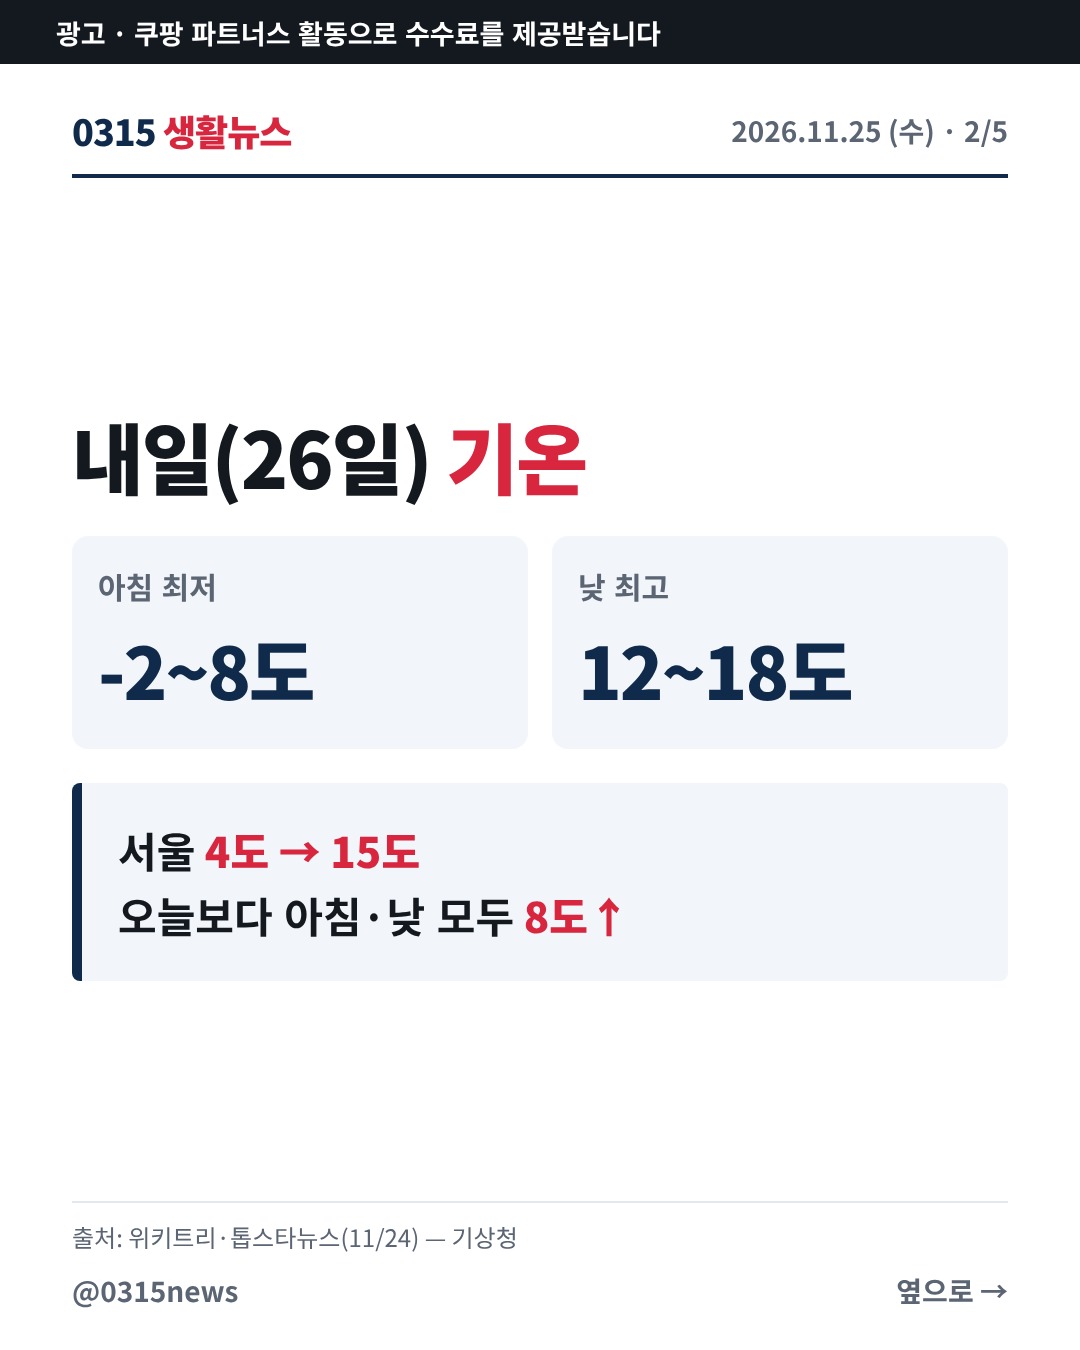 광고 · 쿠팡 파트너스 활동으로 수수료를 제공받습니다
0315 생활뉴스
2026.11.25 (수) · 2/5
내일(26일) 기온
아침 최저
-2~8도
낮 최고
12~18도
서울 4도 → 15도
오늘보다 아침·낮 모두 8도↑
출처: 위키트리·톱스타뉴스(11/24) — 기상청
@0315news
옆으로 →